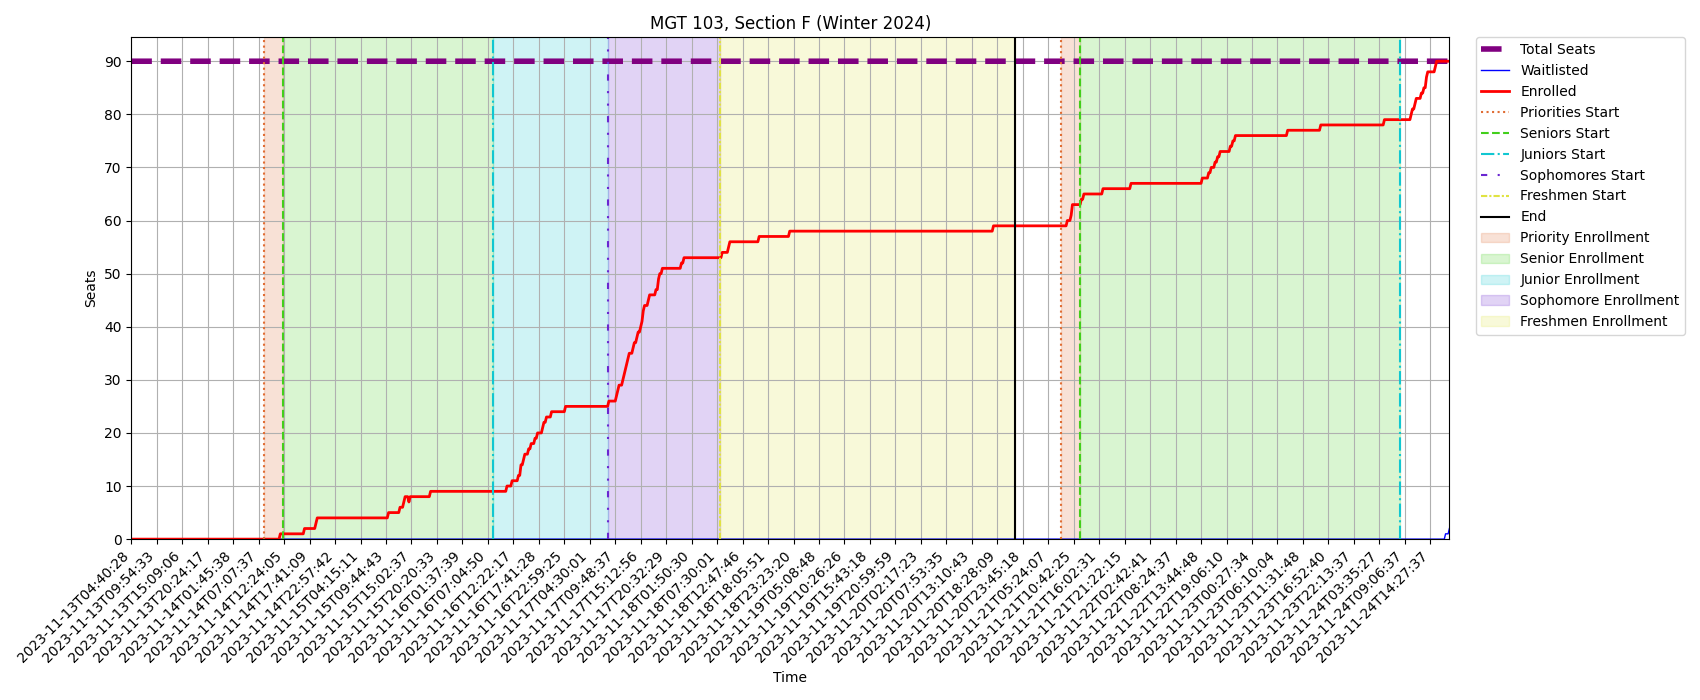 MGT 103, Section F (Winter 2024)
Total Seats
Waitlisted
Enrolled
Priorities Start
Seniors Start
Juniors Start
Sophomores Start
Freshmen Start
End
Priority Enrollment
Senior Enrollment
Junior Enrollment
Sophomore Enrollment
Freshmen Enrollment
Seats
90
80
70
60
50
40
30
20
10
0
2023-11-13T04:40:28
2023-11-13T09:54:33
2023-11-13T15:09:06
2023-11-13T20:24:17
2023-11-14T01:45:38
2023-11-14T07:07:37
2023-11-14T12:24:05
2023-11-14T17:41:09
2023-11-14T22:57:42
2023-11-15T04:15:11
2023-11-15T09:44:43
2023-11-15T15:02:37
2023-11-15T20:20:33
2023-11-16T01:37:39
2023-11-16T07:04:50
2023-11-16T12:22:17
2023-11-16T17:41:28
2023-11-16T22:59:25
2023-11-17T04:30:01
2023-11-17T09:48:37
2023-11-17T15:12:56
2023-11-17T20:32:29
2023-11-18T01:50:30
2023-11-18T07:30:01
2023-11-18T12:47:46
2023-11-18T18:05:51
2023-11-18T23:23:20
2023-11-19T05:08:48
2023-11-19T10:26:26
2023-11-19T15:43:18
2023-11-19T20:59:59
2023-11-20T02:17:23
2023-11-20T07:53:35
2023-11-20T13:10:43
2023-11-20T18:28:09
2023-11-20T23:45:18
2023-11-21T05:24:07
2023-11-21T10:42:25
2023-11-21T16:02:31
2023-11-21T21:22:15
2023-11-22T02:42:41
2023-11-22T08:24:37
2023-11-22T13:44:48
2023-11-22T19:06:10
2023-11-23T00:27:34
2023-11-23T06:10:04
2023-11-23T11:31:48
2023-11-23T16:52:40
2023-11-23T22:13:37
2023-11-24T03:35:27
2023-11-24T09:06:37
2023-11-24T14:27:37
Time